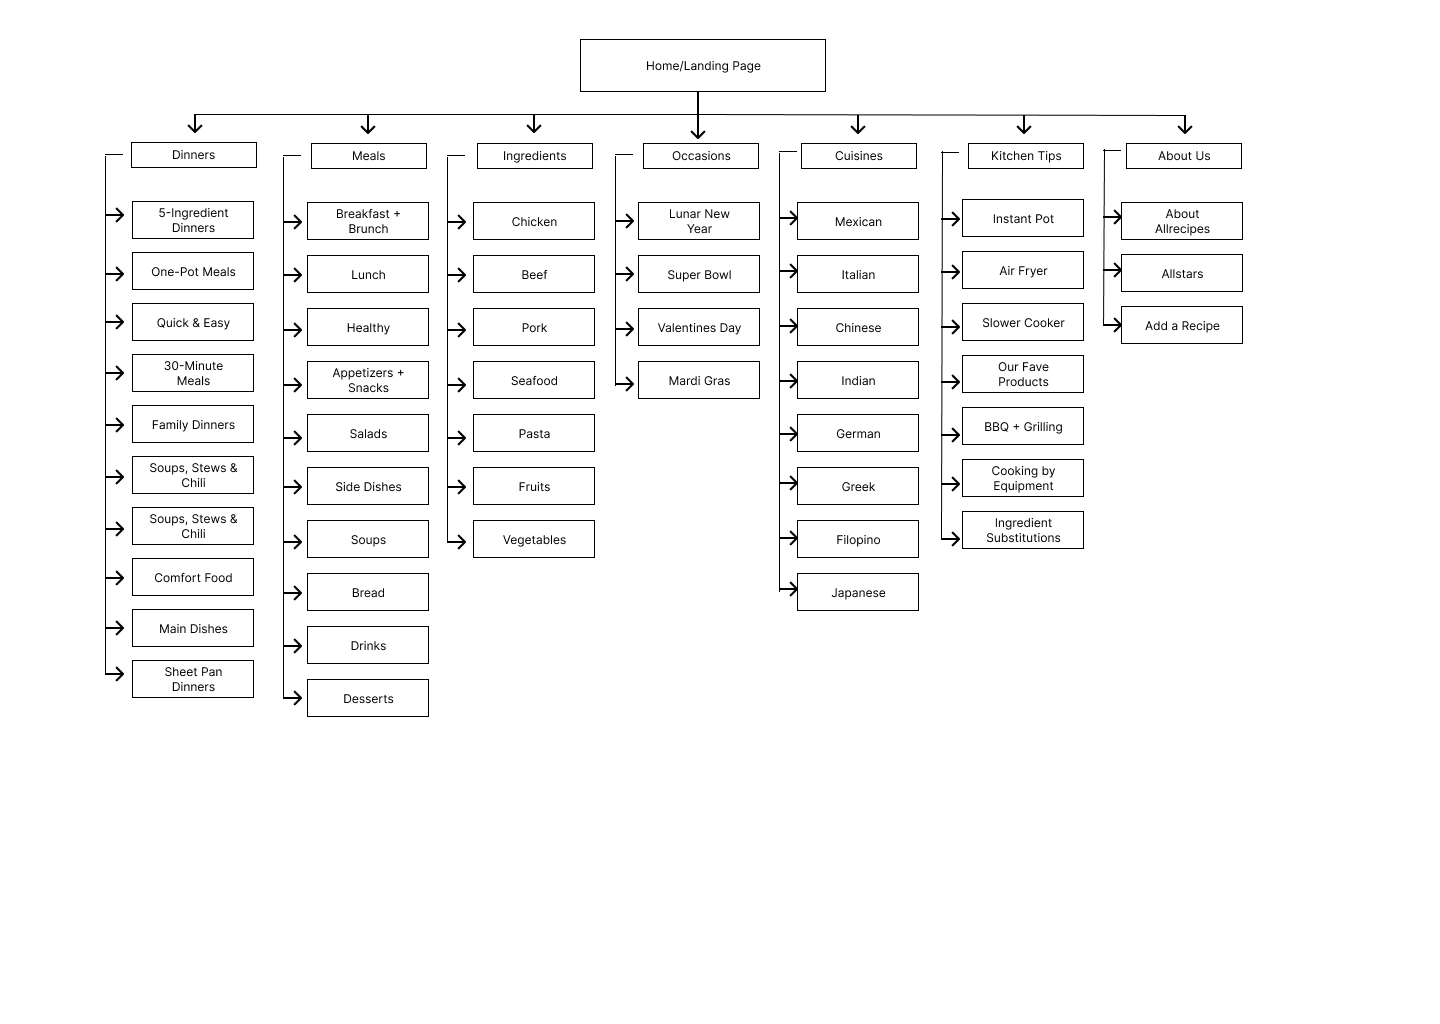 Home/Landing Page
Dinners
Meals
Ingredients
Occasions
Cuisines
Kitchen Tips
About Us
5-Ingredient
Dinners
One-Pot Meals
Quick & Easy
30-Minute
Meals
Family Dinners
Soups, Stews &
Chili
Soups, Stews &
Chili
Comfort Food
Main Dishes
Sheet Pan
Dinners
Breakfast +
Brunch
Lunch
Healthy
Appetizers +
Snacks
Salads
Side Dishes
Soups
Bread
Drinks
Desserts
Chicken
Beef
Pork
Seafood
Pasta
Fruits
Vegetables
Lunar New
Year
Super Bowl
Valentines Day
Mardi Gras
Mexican
Italian
Chinese
Indian
German
Greek
Filopino
Japanese
Instant Pot
Air Fryer
Slower Cooker
Our Fave
Products
BBQ + Grilling
Cooking by
Equipment
Ingredient
Substitutions
About
Allrecipes
Allstars
Add a Recipe